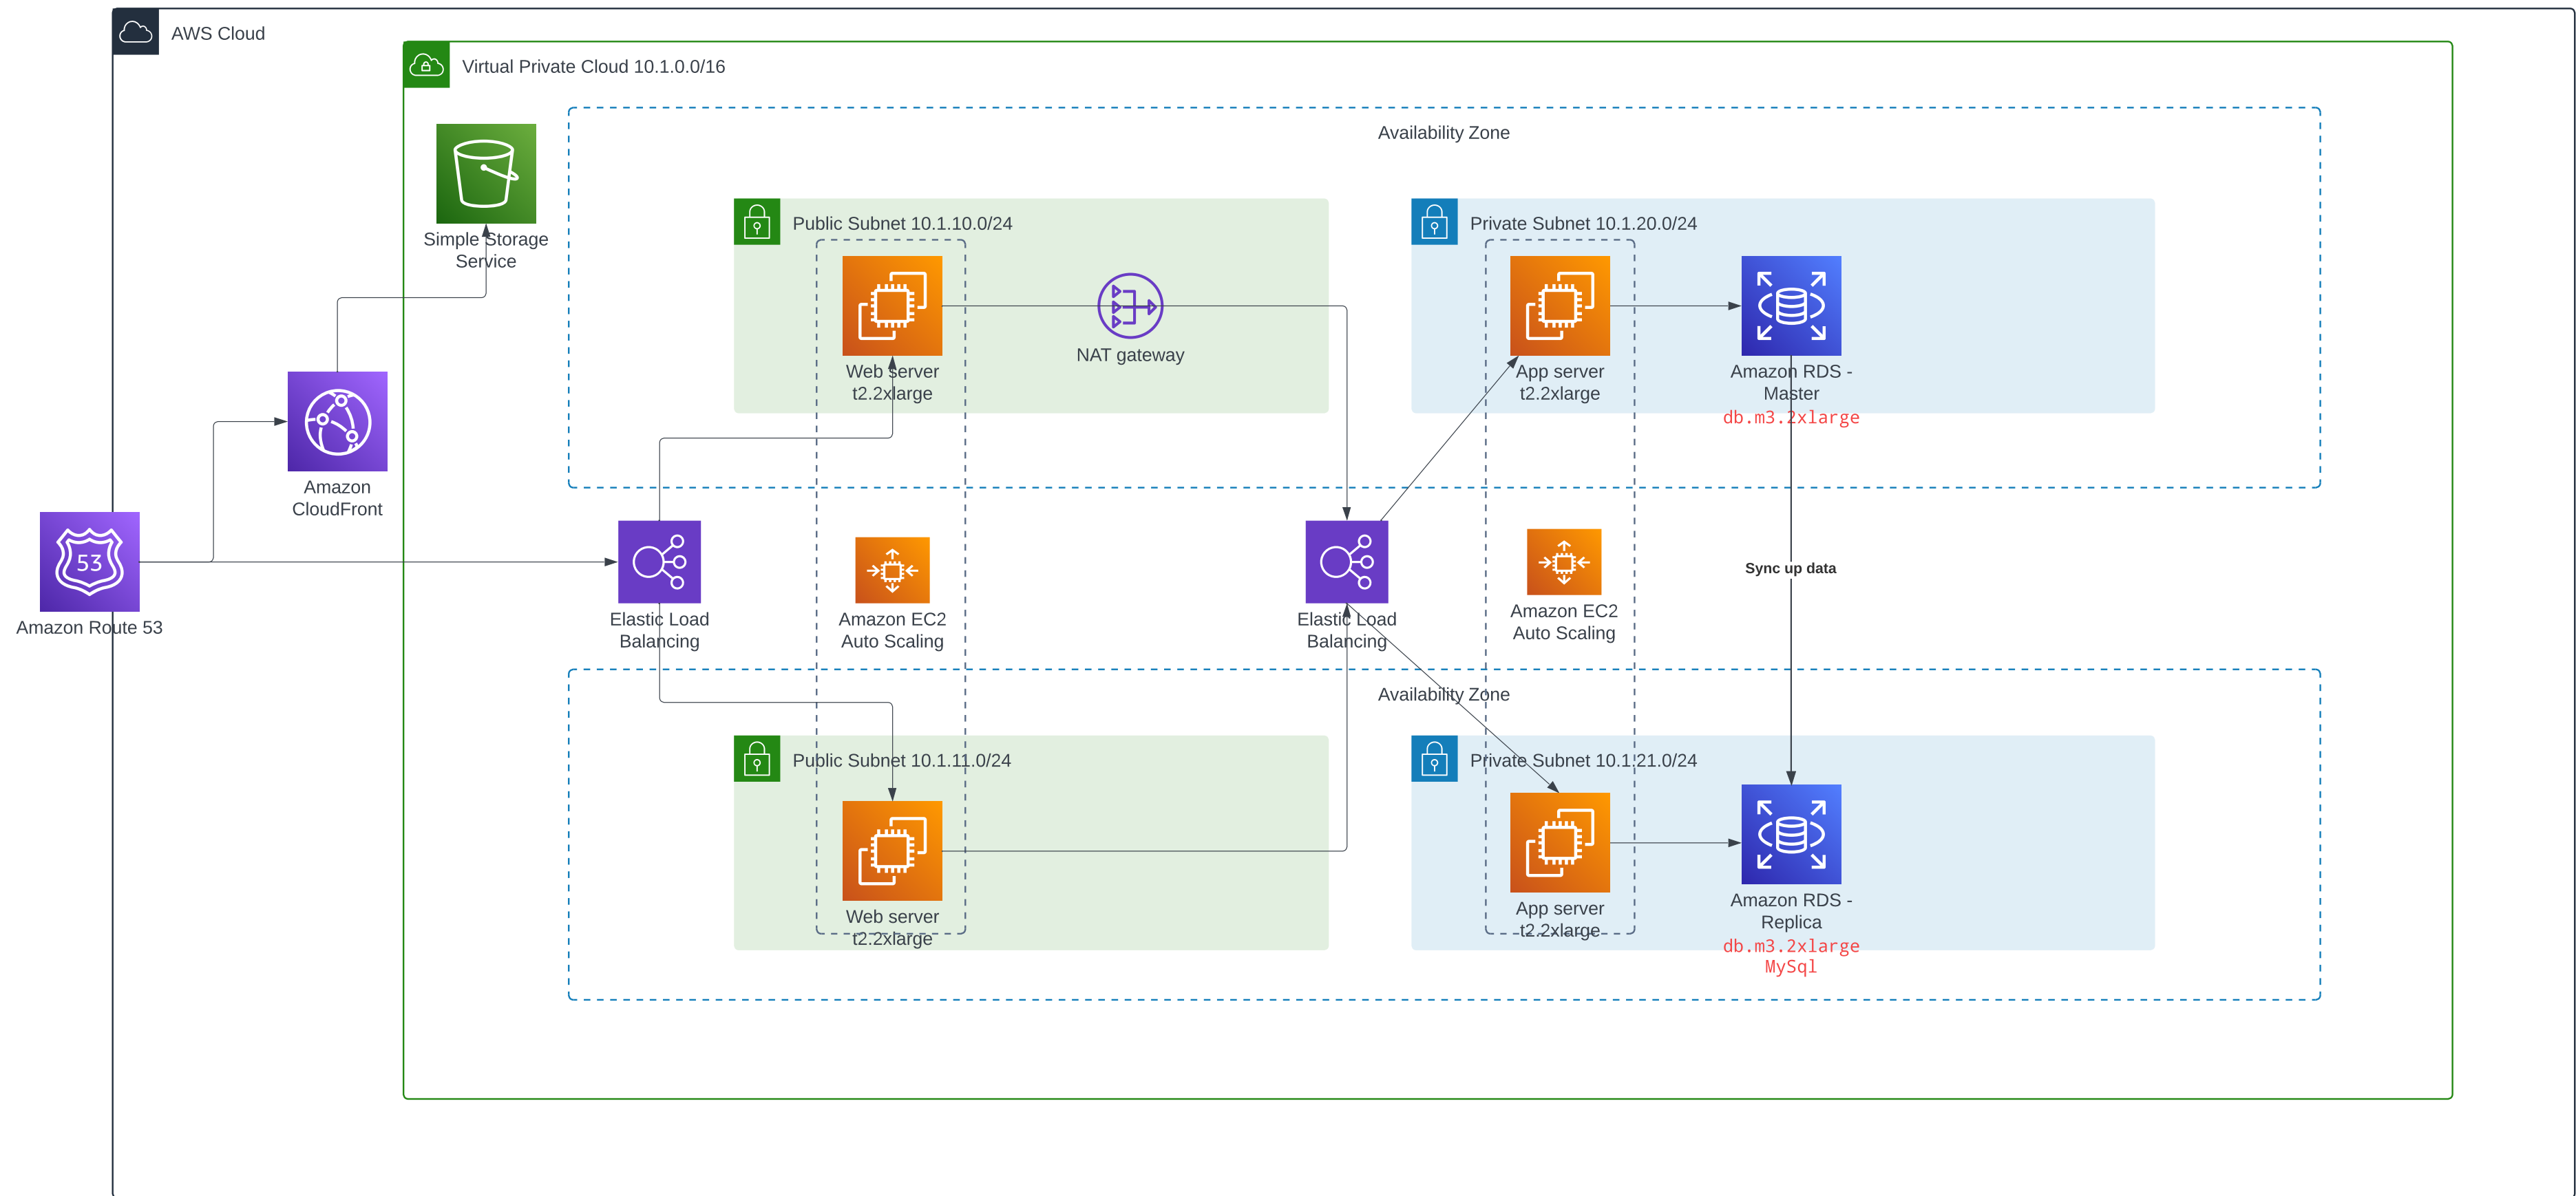 AWS Cloud
Virtual Private Cloud 10.1.0.0/16
Availability Zone
Simple Storage
Service
Public Subnet 10.1.10.0/24
Private Subnet 10.1.20.0/24
Web server
t2.2xlarge
NAT gateway
App server
t2.2xlarge
Amazon RDS -
Master
db.m3.2xlarge
Amazon
CloudFront
53
Amazon Route 53
Elastic Load
Balancing
Amazon EC2
Auto Scaling
Elastic Load
Balancing
Amazon EC2
Auto Scaling
Sync up data
Availability Zone
Public Subnet 10.1.11.0/24
Private Subnet 10.1.21.0/24
Web server
t2.2xlarge
App server
t2.2xlarge
Amazon RDS -
Replica
db.m3.2xlarge
MySql